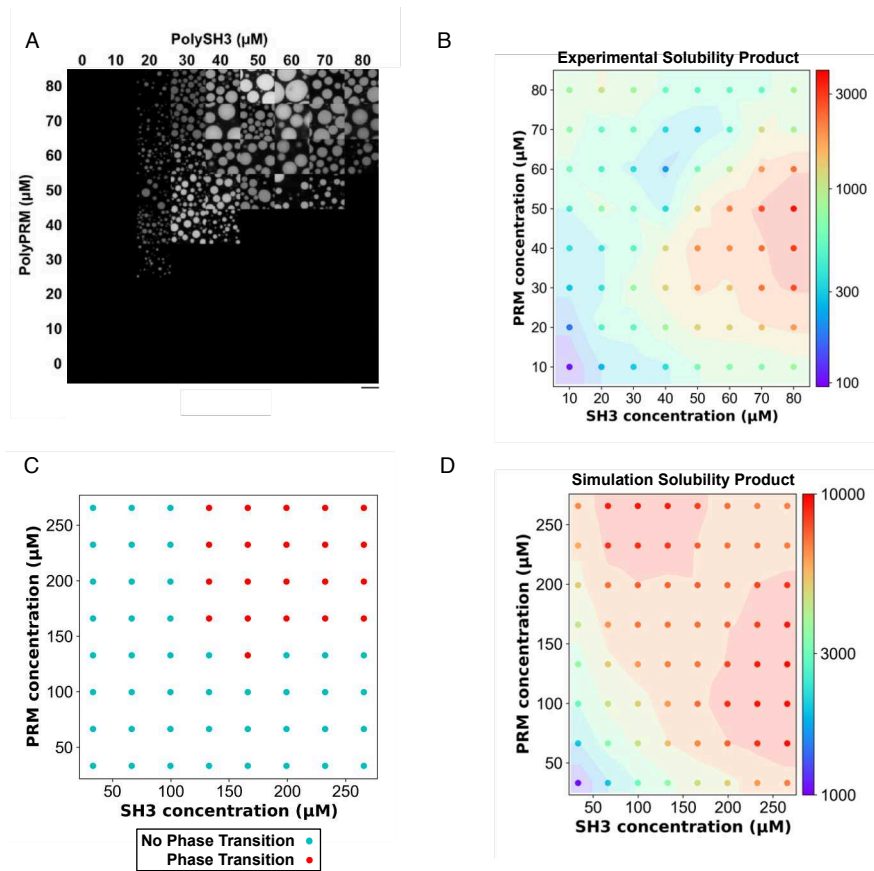 A
PolySH3 (μM)
0 10 20 30 40 50 60 70 80
PolyPRM (μM)
80
70
60
50
40
30
20
10
0
B
Experimental Solubility Product
PRM concentration (μM)
80
70
60
50
40
30
20
10
10 20 30 40 50 60 70 80
SH3 concentration (μM)
3000
1000
300
100
C
PRM concentration (μM)
250
200
150
100
50
50 100 150 200 250
SH3 concentration (μM)
No Phase Transition
Phase Transition
D
Simulation Solubility Product
PRM concentration (μM)
250
200
150
100
50
50 100 150 200 250
SH3 concentration (μM)
10000
3000
1000